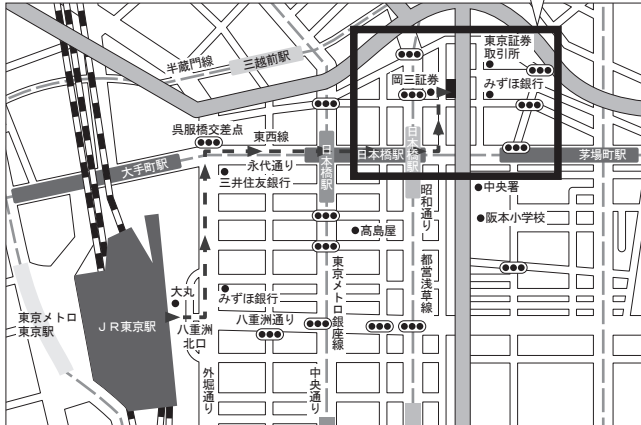 半蔵門線
三越前駅
東京証券
取引所
岡三証券
みずほ銀行
呉服橋交差点
東西線
日本橋駅
日本橋駅
日本橋駅
茅場町駅
大手町駅
永代通り
三井住友銀行
昭和通り
中央署
阪本小学校
髙島屋
東京メトロ銀座線
都営浅草線
大丸
みずほ銀行
東京メトロ
東京駅
JR東京駅
八重洲
北口
八重洲通り
外堀通り
中央通り